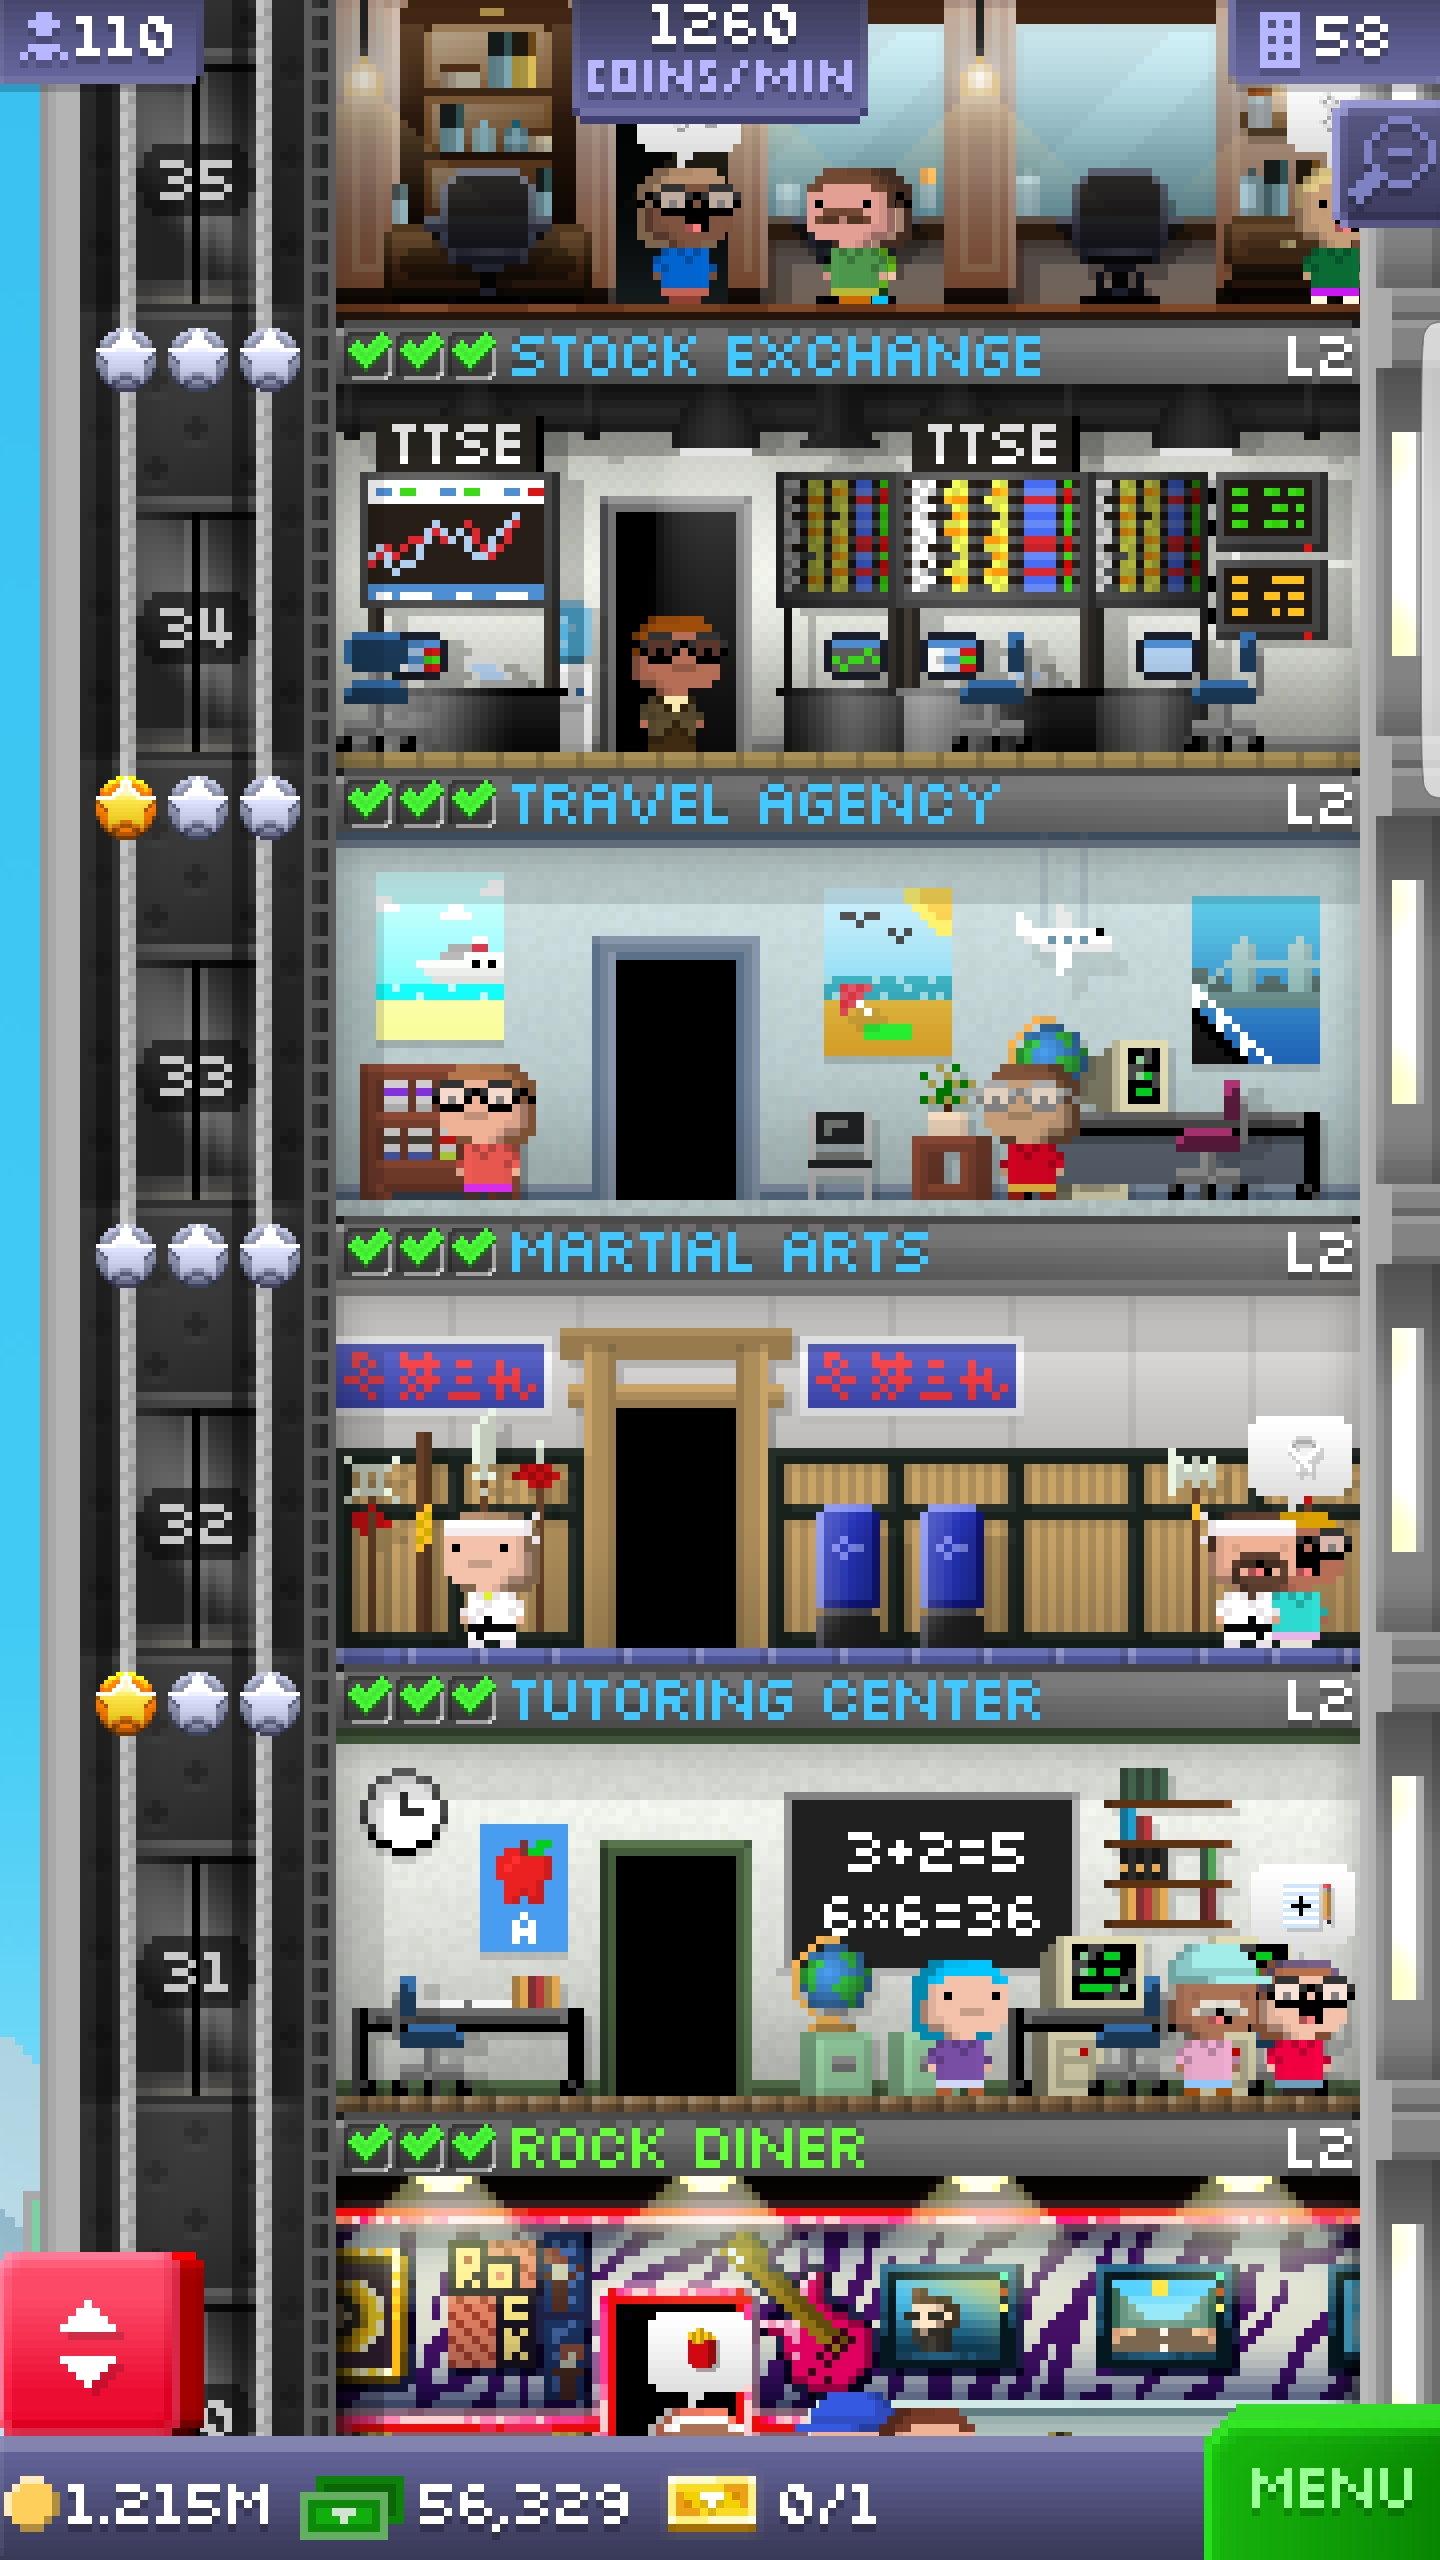 110
1260
COINS/MIN
58
35
STOCK EXCHANGE L2
TTSE
TTSE
34
TRAVEL AGENCY L2
33
MARTIAL ARTS L2
32
TUTORING CENTER L2
3+2=5
6×6=36
A
31
ROCK DINER L2
1.215M
56,329
0/1
MENU